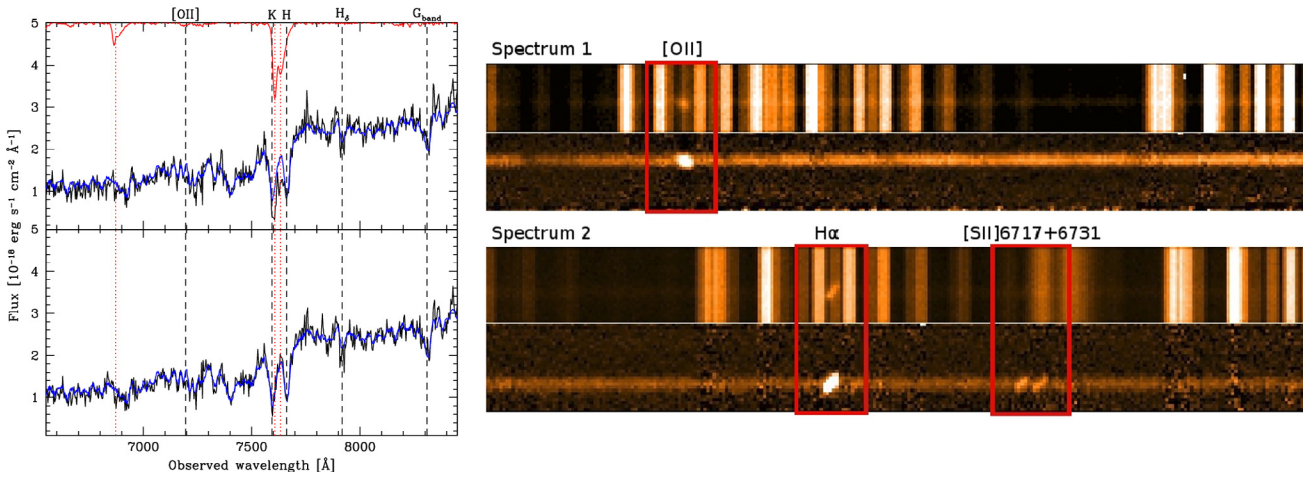 [OII] K H Hδ Gband
5
4
3
2
1
5
4
3
2
1
Flux [10⁻¹⁸ erg s⁻¹ cm⁻² Å⁻¹]
7000 7500 8000
Observed wavelength [Å]
Spectrum 1 [OII]
Spectrum 2 Hα [SII]6717+6731